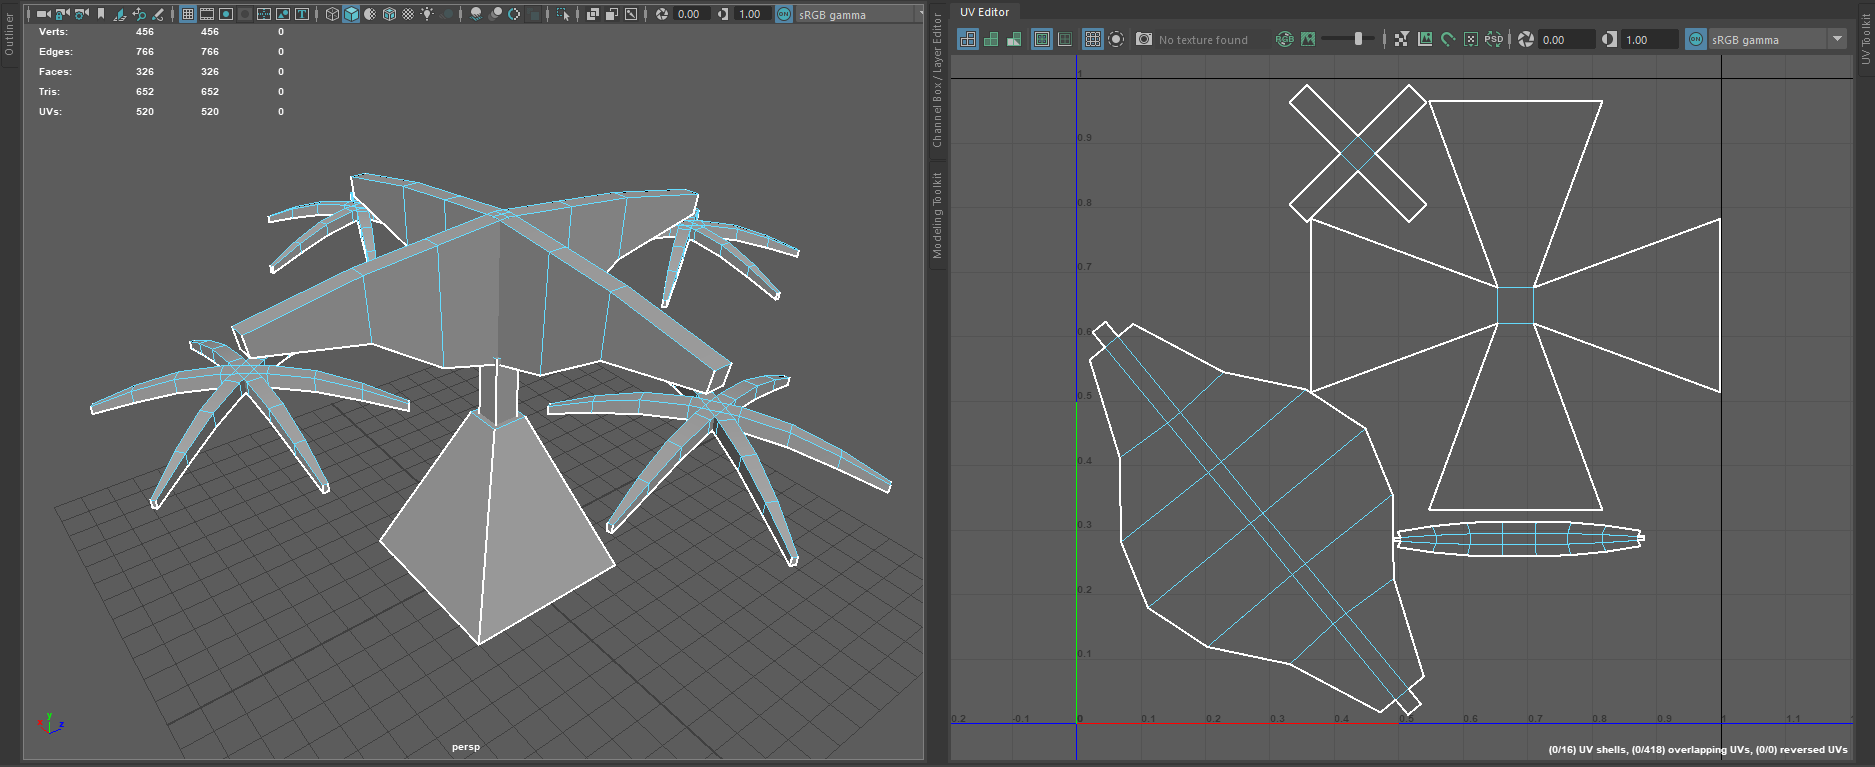 Outliner
0.00
1.00
ON
sRGB gamma
Verts: 456 456 0
Edges: 766 766 0
Faces: 326 326 0
Tris: 652 652 0
UVs: 520 520 0
y
x
z
persp
Channel Box / Layer Editor
Modeling Toolkit
UV Editor
No texture found
RGB
PSD
0.00
1.00
ON
sRGB gamma
UV Toolkit
1
0.9
0.8
0.7
0.6
0.5
0.4
0.3
0.2
0.1
0.2 -0.1 0 0.1 0.2 0.3 0.4 0.5 0.6 0.7 0.8 0.9 1 1.1 1.
(0/16) UV shells, (0/418) overlapping UVs, (0/0) reversed UVs